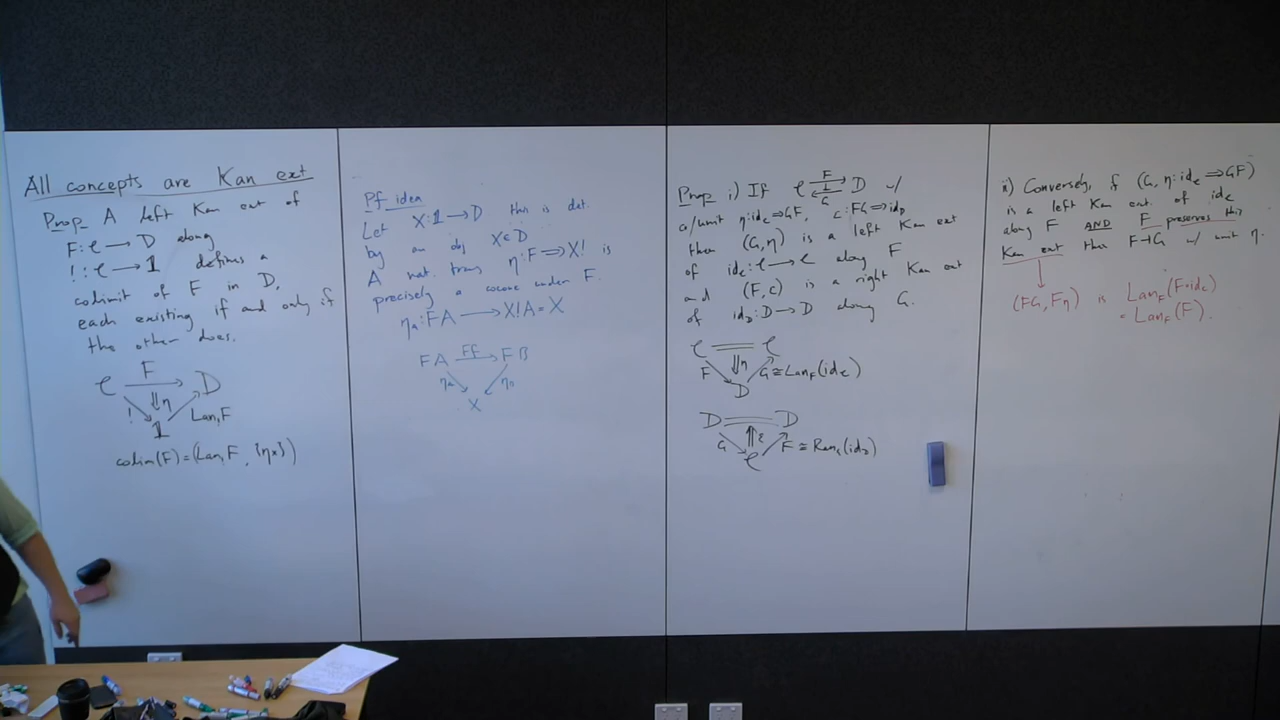 All concepts are Kan ext
Prop A left Kan ext of
F: C → D along
! : C → 1 defines a
colimit of F in D,
each existing if and only if
the other does.
C F D
! ⇓η Lan_! F
1
colim(F) = (Lan_! F, {ηx})
Pf idea
Let X: 1 → D this is det.
by an obj X∈D
A nat. trans η: F ⇒ X! is
precisely a cocone under F.
η_A: FA → X!A = X
FA Ff FB
η_A η_B
X
Prop i) If C F ⊥ G D w/
a/unit η: id_C ⇒ GF, ε: FG ⇒ id_D
then (G, η) is a left Kan ext
of id_C: C → C along F
and (F, ε) is a right Kan ext
of id_D: D → D along G.
C = C
F ⇓η G ≅ Lan_F(id_C)
D
D = D
G ⇑ε F ≅ Ran_G(id_D)
C
ii) Conversely, if (G, η: id_C ⇒ GF)
is a left Kan ext. of id_C
along F AND F preserves this
Kan ext then F ⊣ G w/ unit η.
(FG, Fη) is Lan_F(F∘id_C)
= Lan_F(F).